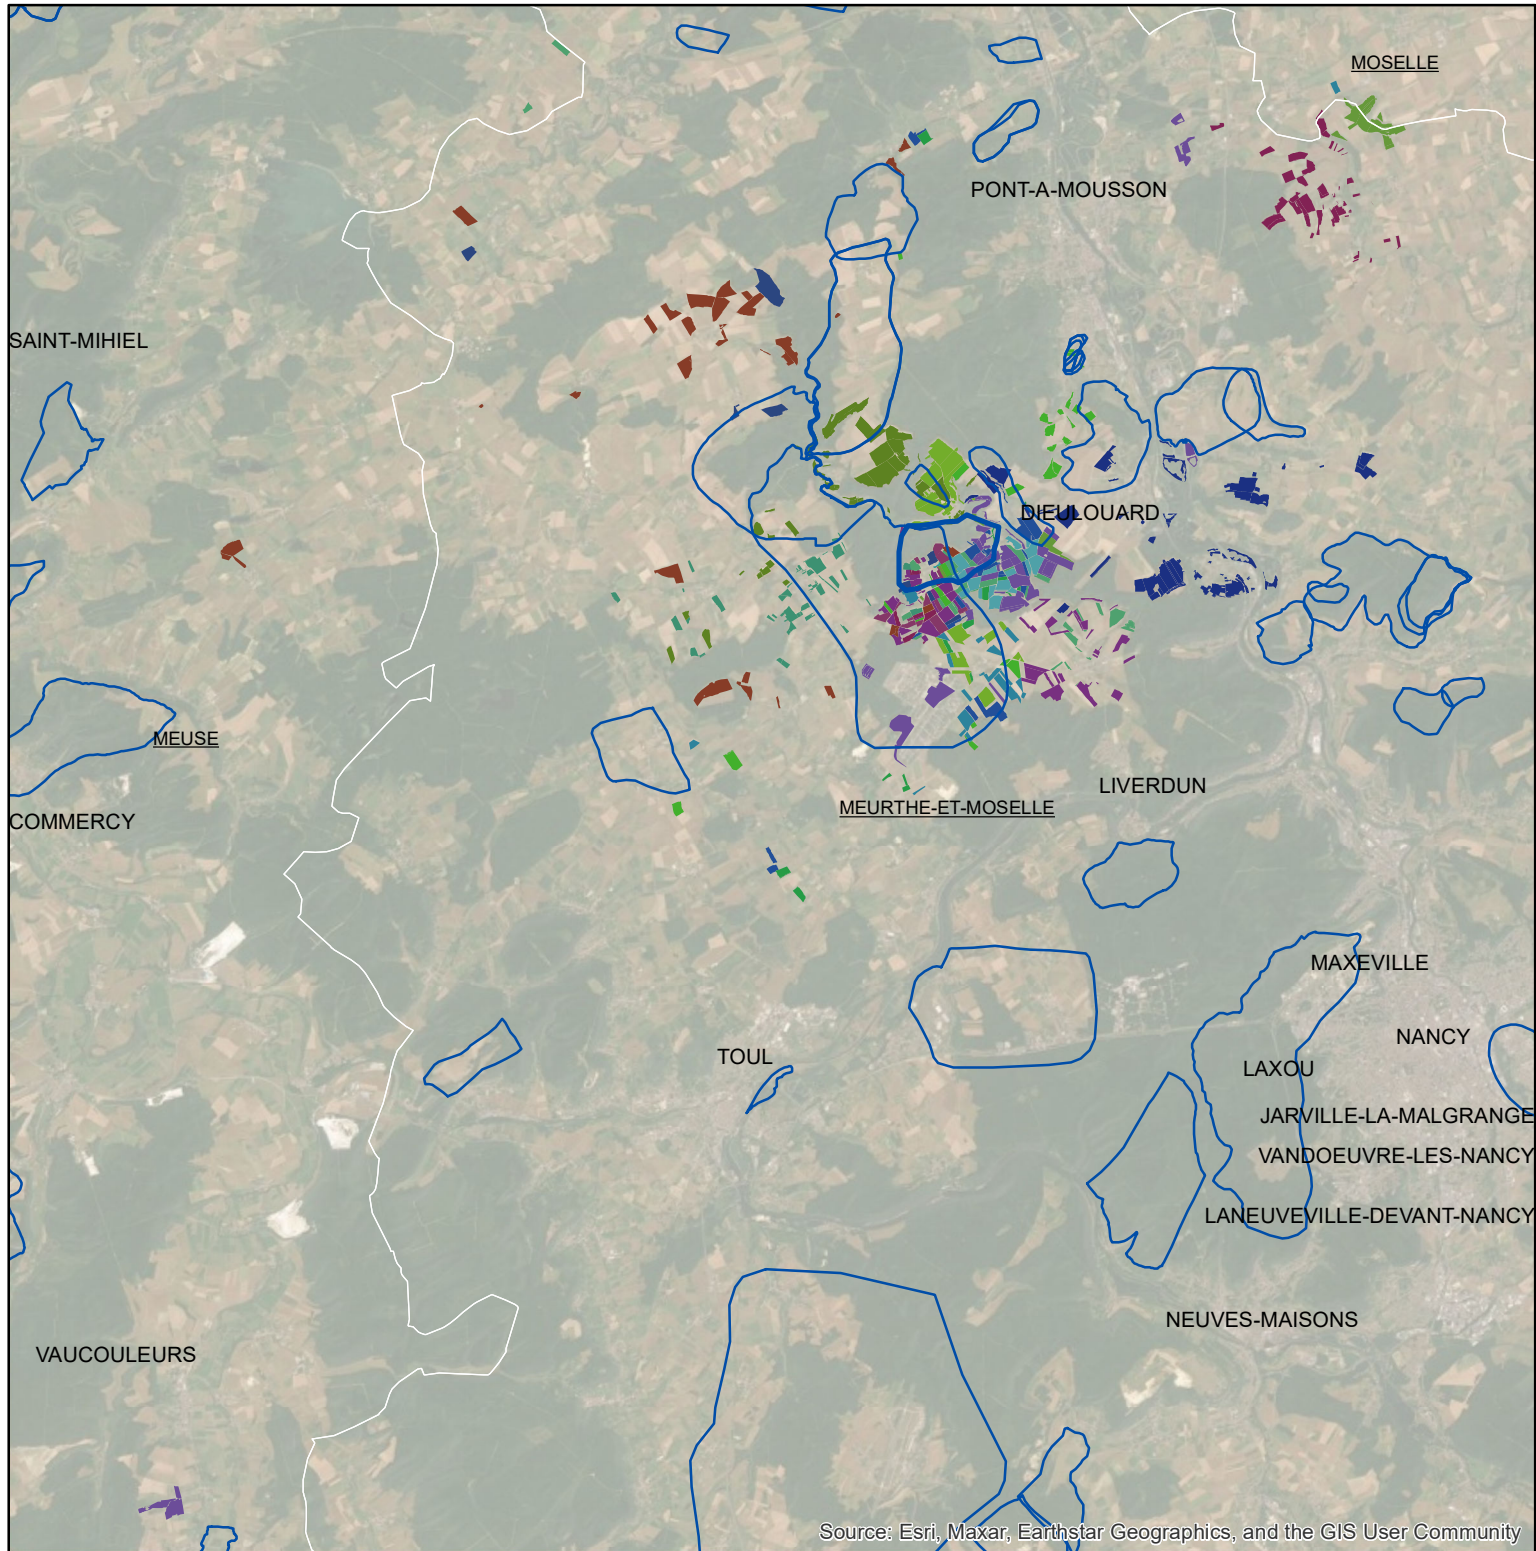 MOSELLE
PONT-A-MOUSSON
SAINT-MIHIEL
DIEULOUARD
MEUSE
LIVERDUN
MEURTHE-ET-MOSELLE
COMMERCY
MAXEVILLE
NANCY
TOUL
LAXOU
JARVILLE-LA-MALGRANGE
VANDOEUVRE-LES-NANCY
LANEUVEVILLE-DEVANT-NANCY
NEUVES-MAISONS
VAUCOULEURS
Source: Esri, Maxar, Earthstar Geographics, and the GIS User Community